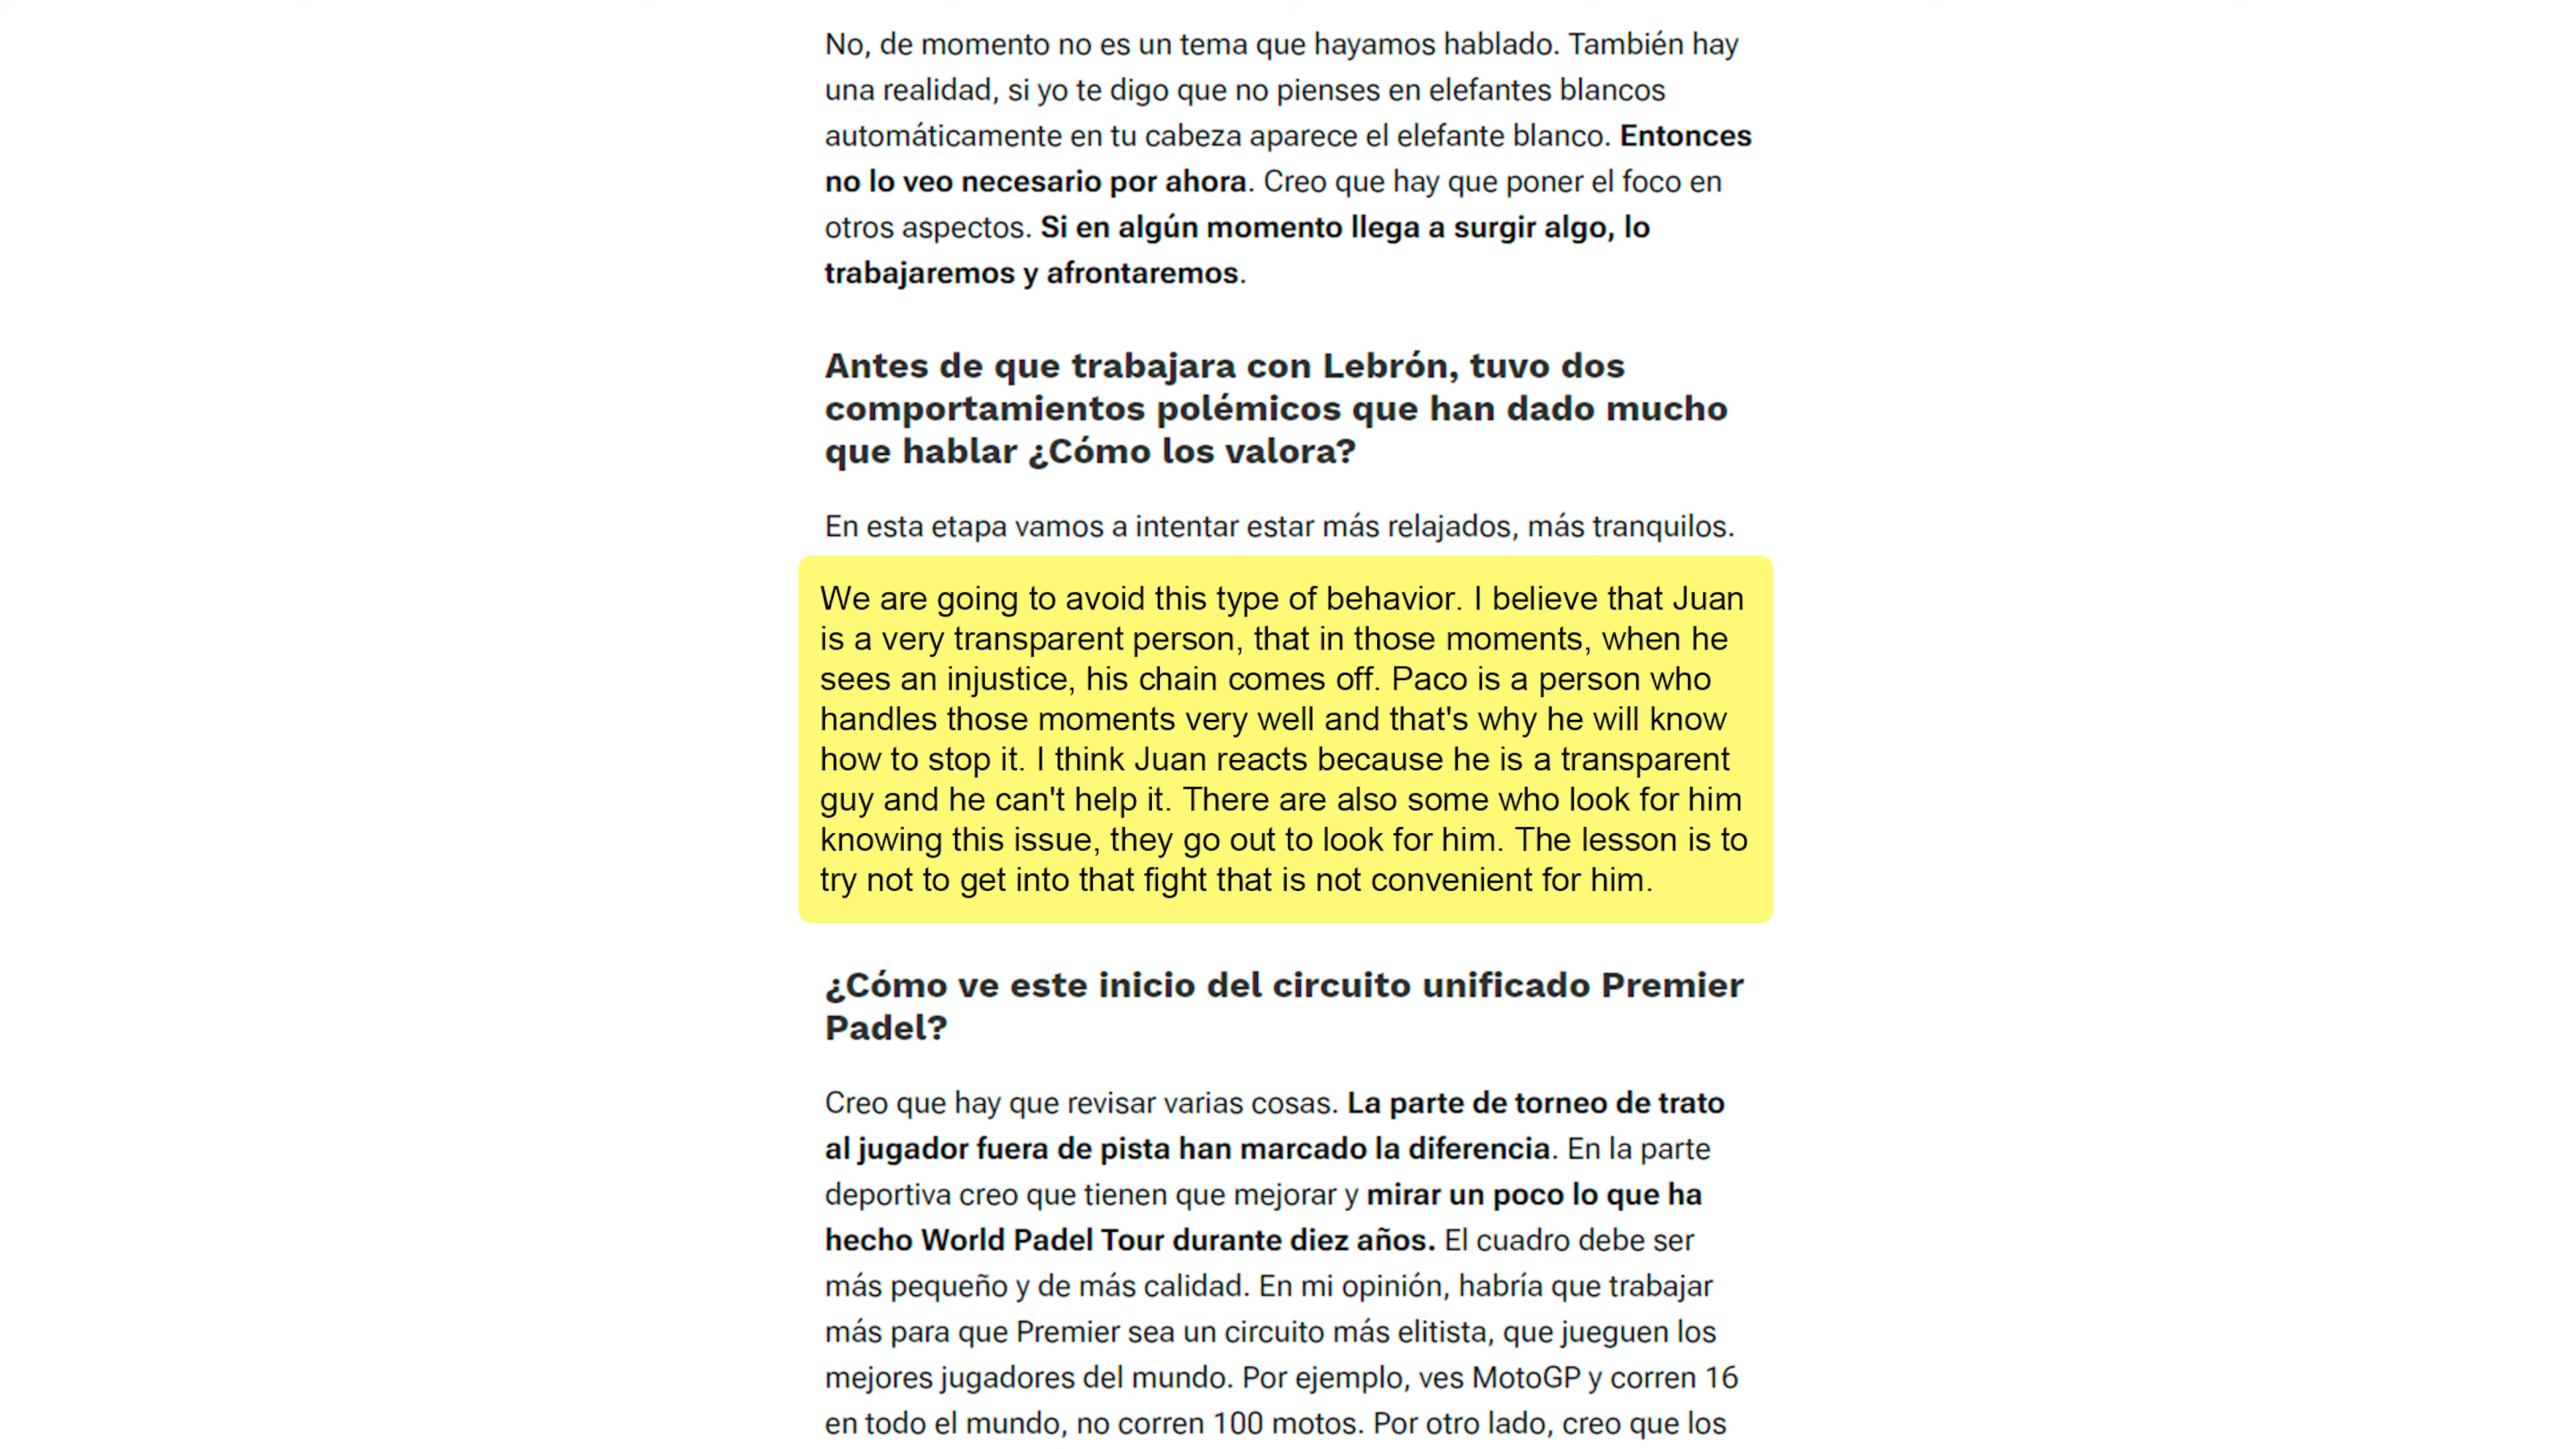 No, de momento no es un tema que hayamos hablado. También hay
una realidad, si yo te digo que no pienses en elefantes blancos
automáticamente en tu cabeza aparece el elefante blanco. Entonces
no lo veo necesario por ahora. Creo que hay que poner el foco en
otros aspectos. Si en algún momento llega a surgir algo, lo
trabajaremos y afrontaremos.
Antes de que trabajara con Lebrón, tuvo dos
comportamientos polémicos que han dado mucho
que hablar ¿Cómo los valora?
En esta etapa vamos a intentar estar más relajados, más tranquilos.
We are going to avoid this type of behavior. I believe that Juan
is a very transparent person, that in those moments, when he
sees an injustice, his chain comes off. Paco is a person who
handles those moments very well and that's why he will know
how to stop it. I think Juan reacts because he is a transparent
guy and he can't help it. There are also some who look for him
knowing this issue, they go out to look for him. The lesson is to
try not to get into that fight that is not convenient for him.
¿Cómo ve este inicio del circuito unificado Premier
Padel?
Creo que hay que revisar varias cosas. La parte de torneo de trato
al jugador fuera de pista han marcado la diferencia. En la parte
deportiva creo que tienen que mejorar y mirar un poco lo que ha
hecho World Padel Tour durante diez años. El cuadro debe ser
más pequeño y de más calidad. En mi opinión, habría que trabajar
más para que Premier sea un circuito más elitista, que jueguen los
mejores jugadores del mundo. Por ejemplo, ves MotoGP y corren 16
en todo el mundo, no corren 100 motos. Por otro lado, creo que los